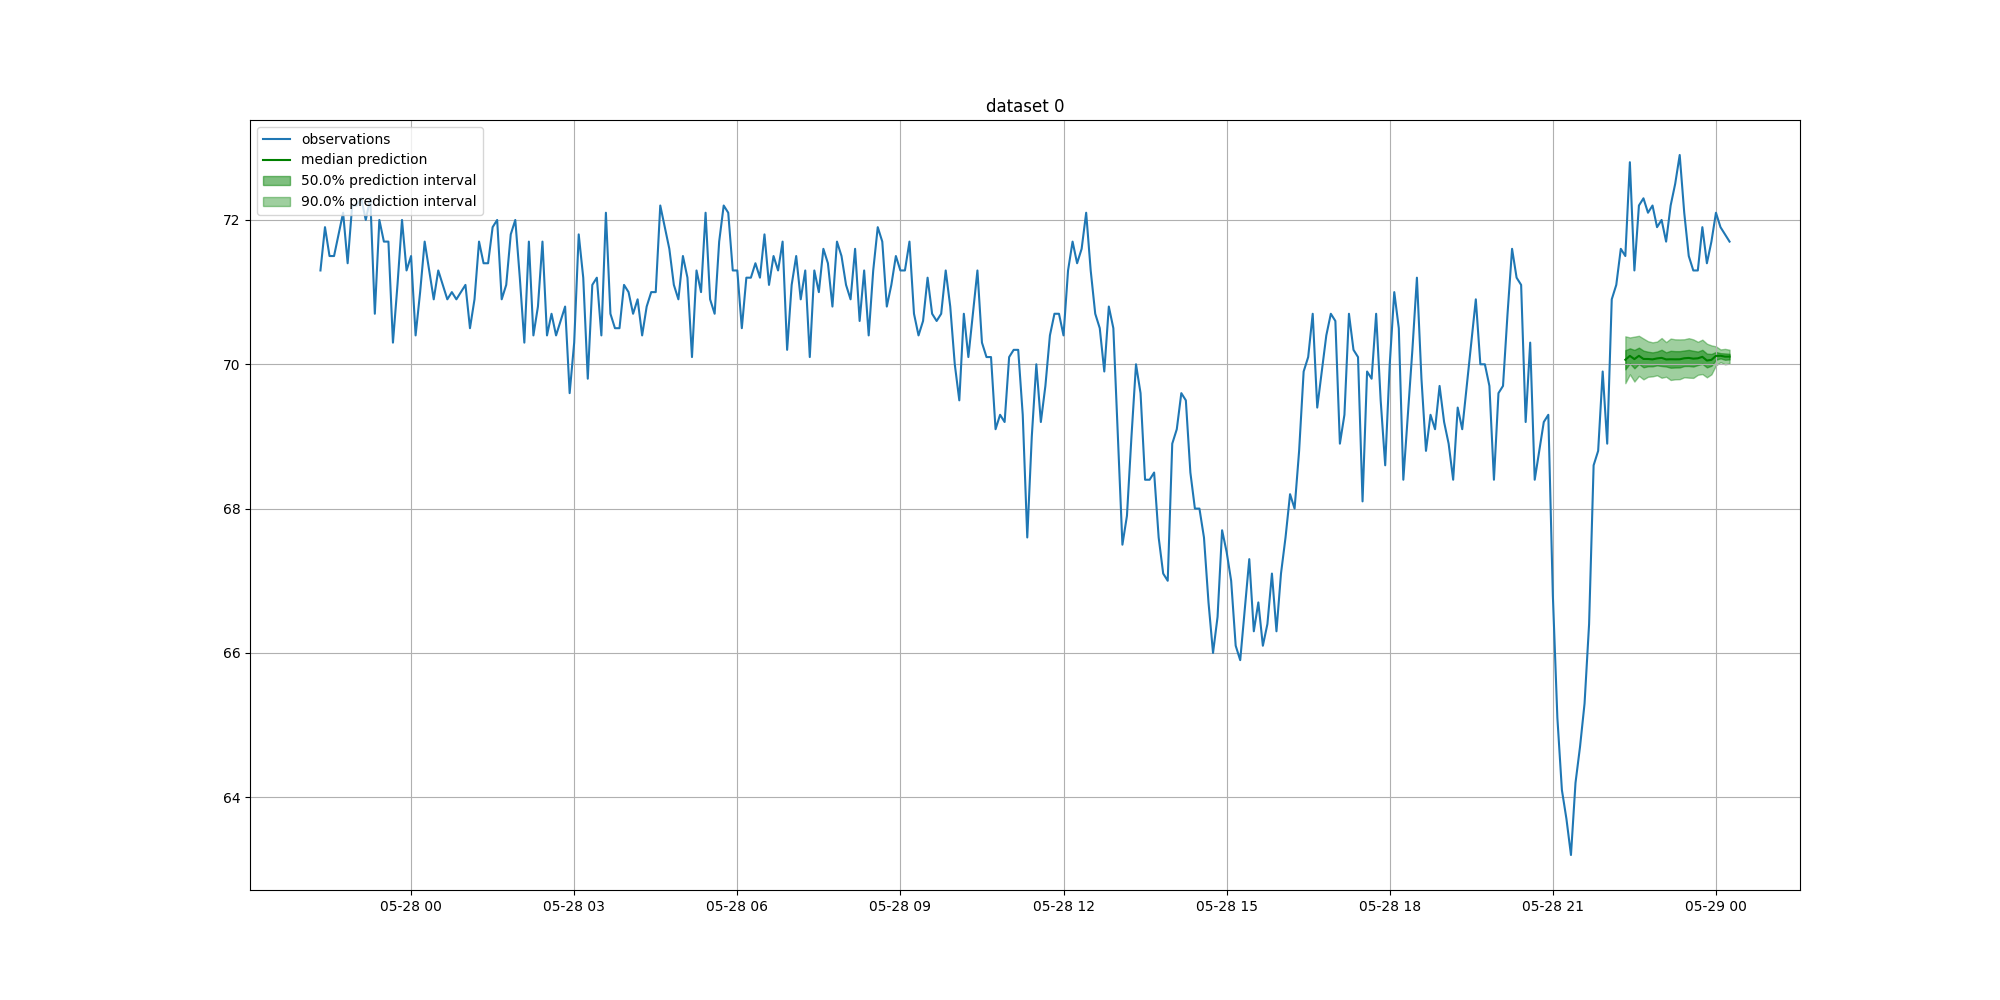 dataset 0
observations
median prediction
50.0% prediction interval
90.0% prediction interval
72
70
68
66
64
05-28 00
05-28 03
05-28 06
05-28 09
05-28 12
05-28 15
05-28 18
05-28 21
05-29 00